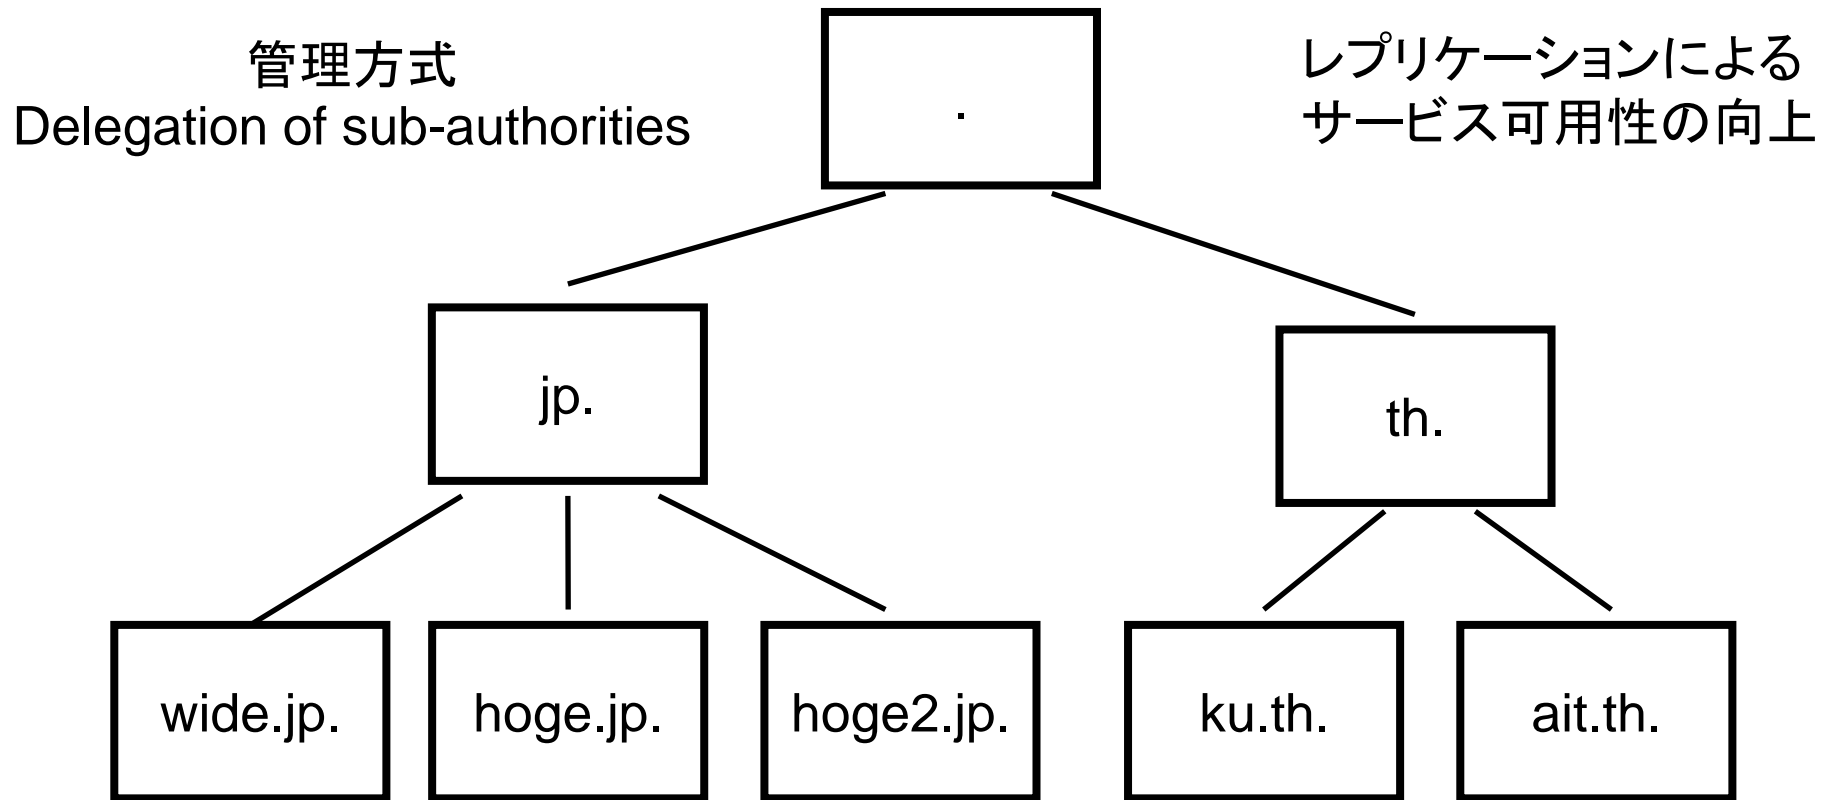 管理方式
Delegation of sub-authorities
レプリケーションによる
サービス可用性の向上
.
jp.
th.
wide.jp.
hoge.jp.
hoge2.jp.
ku.th.
ait.th.